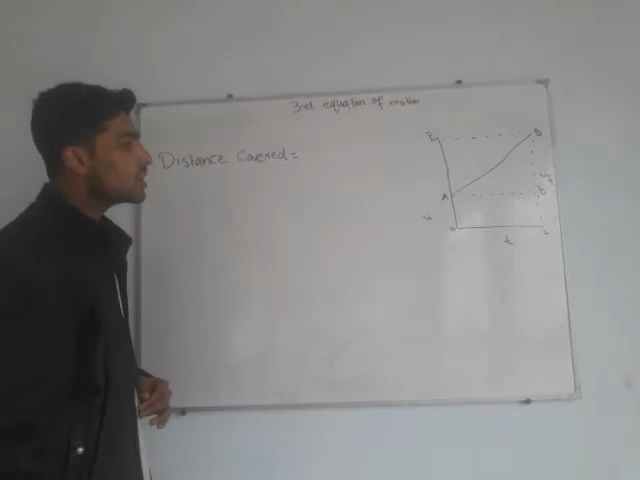 3rd equation of motion
Distance Covered =
E
B
A
D
t